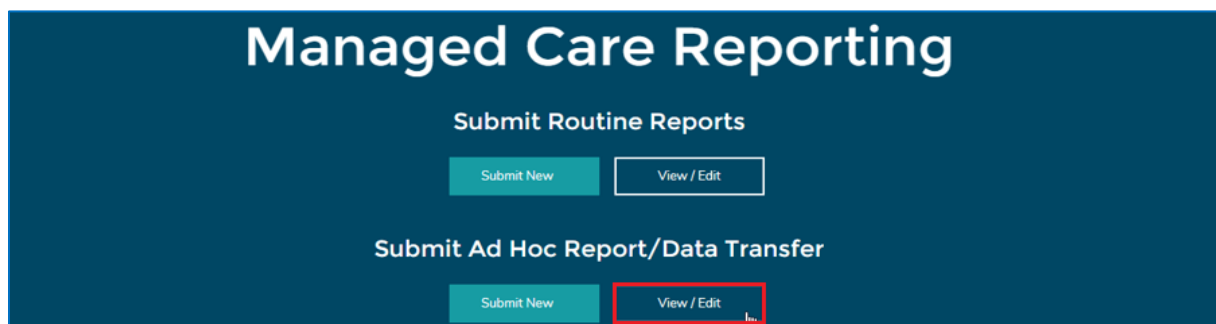 Managed Care Reporting
Submit Routine Reports
Submit New View / Edit
Submit Ad Hoc Report/Data Transfer
Submit New View / Edit